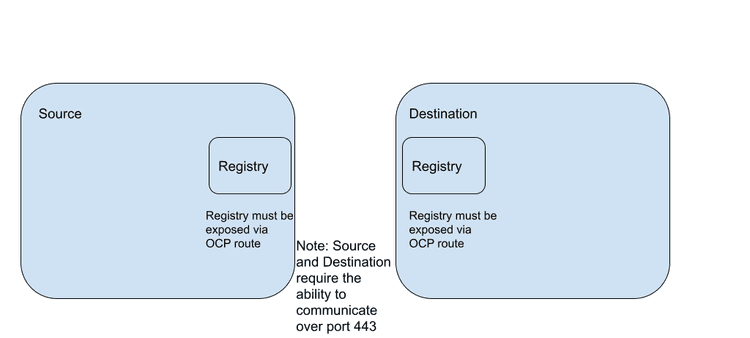 Source
Registry
Registry must be
exposed via
OCP route
Note: Source
and Destination
require the
ability to
communicate
over port 443
Destination
Registry
Registry must be
exposed via
OCP route